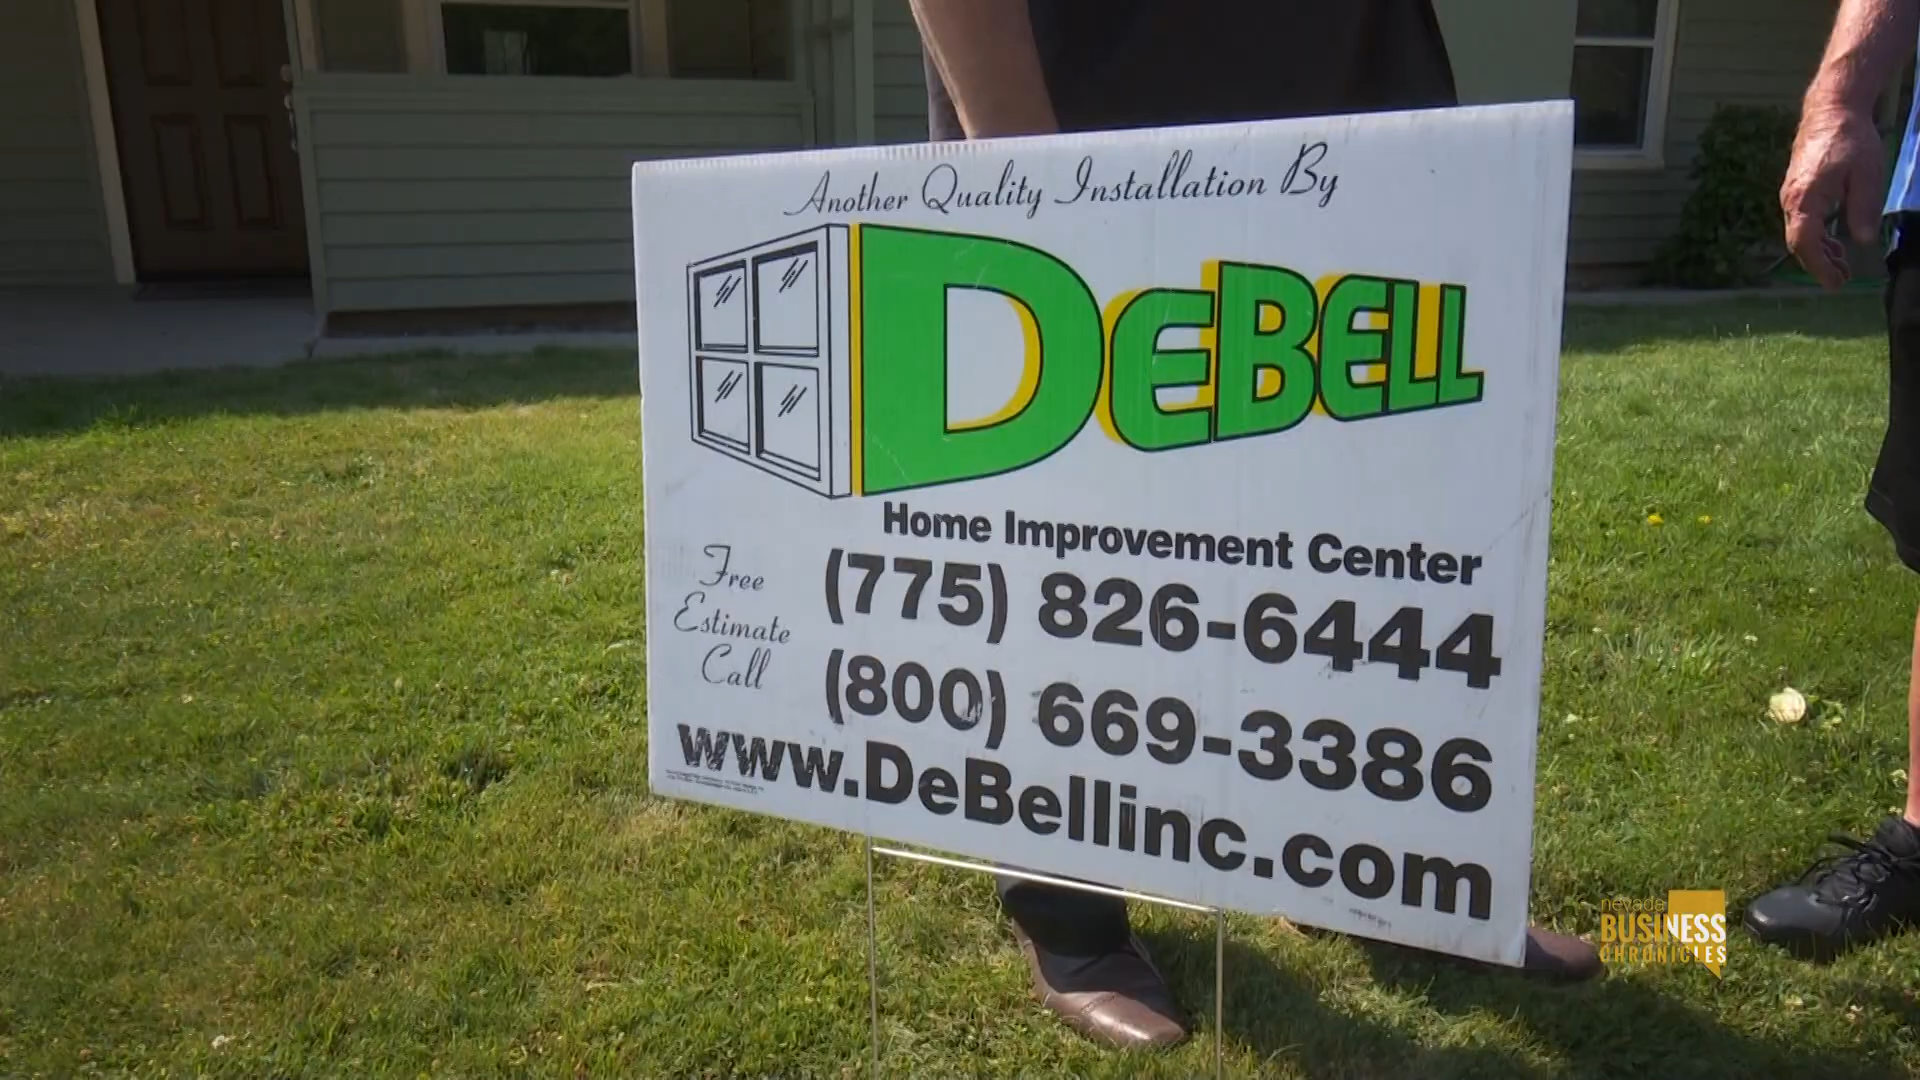 Another Quality Installation By
DEBELL
Home Improvement Center
Free
Estimate
Call
(775) 826-6444
(800) 669-3386
www.DeBellinc.com
nevada
BUSINESS
CHRONICLES